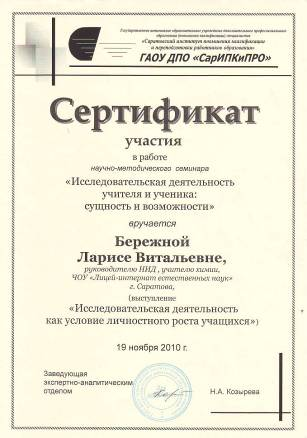 Государственное автономное образовательное учреждение дополнительного профессионального
образования (повышения квалификации) специалистов
«Саратовский институт повышения квалификации
и переподготовки работников образования»
ГАОУ ДПО «СарИПКиПРО»
Сертификат
участия
в работе
научно-методического семинара
«Исследовательская деятельность
учителя и ученика:
сущность и возможности»
вручается
Бережной
Ларисе Витальевне,
руководителю НИД, учителю химии,
ЧОУ «Лицей-интернат естественных наук»
г. Саратова,
(выступление
«Исследовательская деятельность
как условие личностного роста учащихся»)
19 ноября 2010 г.
Заведующая
экспертно-аналитическим
отделом
Н.А. Козырева